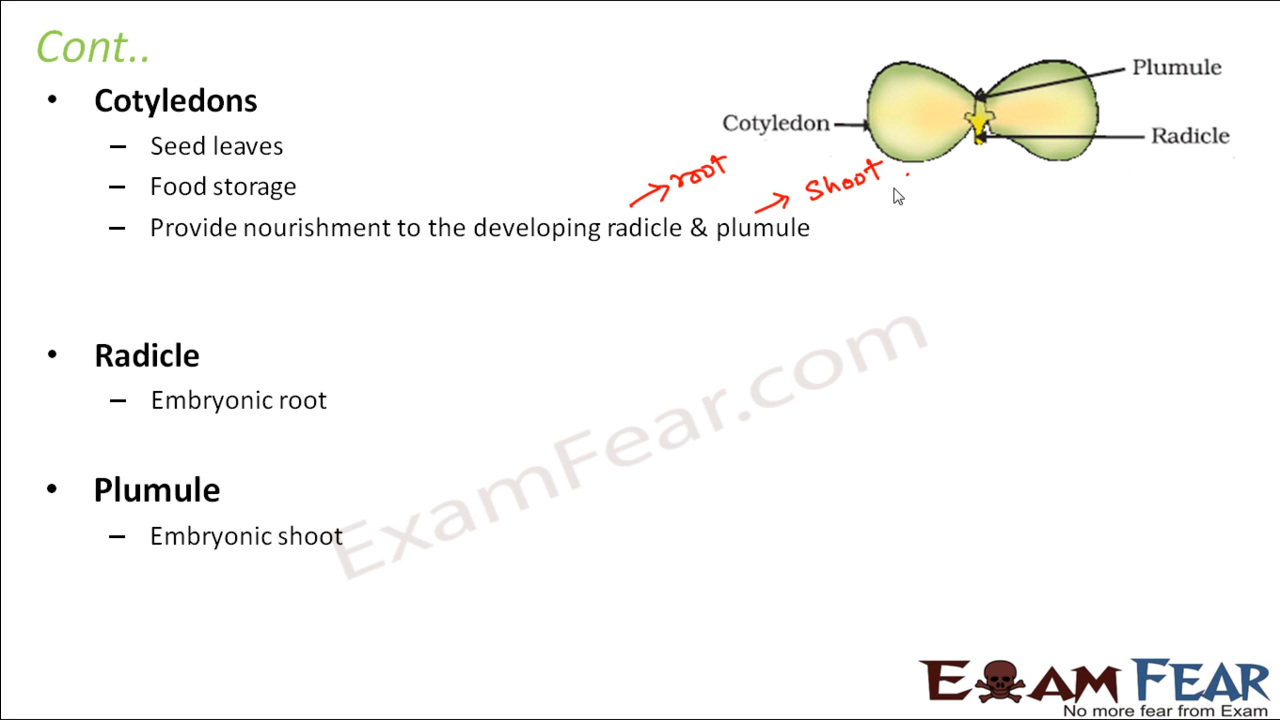 Cont..
• Cotyledons
– Seed leaves
– Food storage
– Provide nourishment to the developing radicle & plumule
→ root
→ Shoot.
Plumule
Cotyledon
Radicle
• Radicle
– Embryonic root
• Plumule
– Embryonic shoot
ExamFear.com
EXAM FEAR
No more fear from Exam